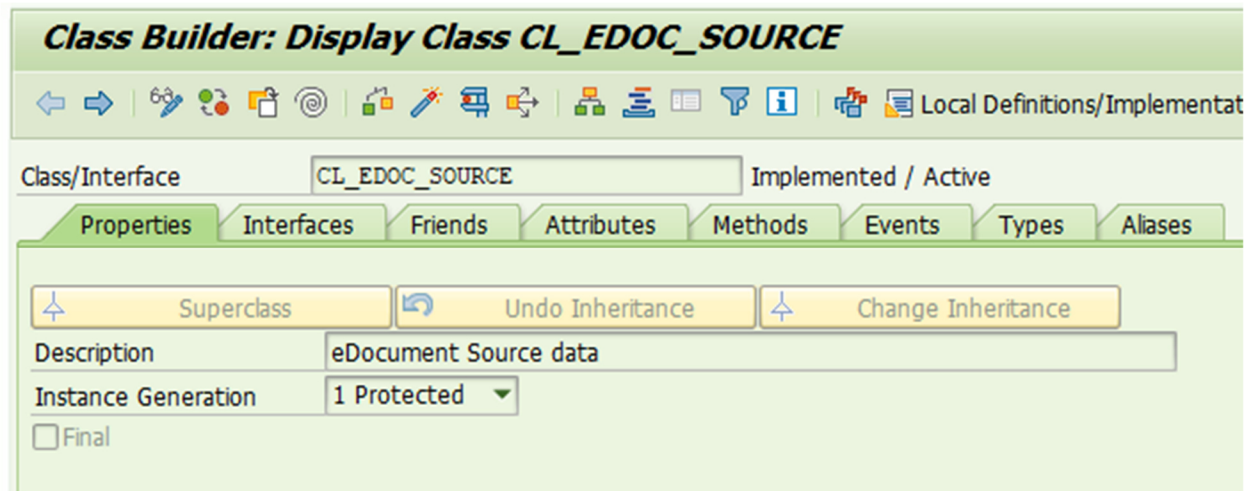 Class Builder: Display Class CL_EDOC_SOURCE
Local Definitions/Implementat
Class/Interface CL_EDOC_SOURCE Implemented / Active
Properties Interfaces Friends Attributes Methods Events Types Aliases
Superclass Undo Inheritance Change Inheritance
Description eDocument Source data
Instance Generation 1 Protected
Final